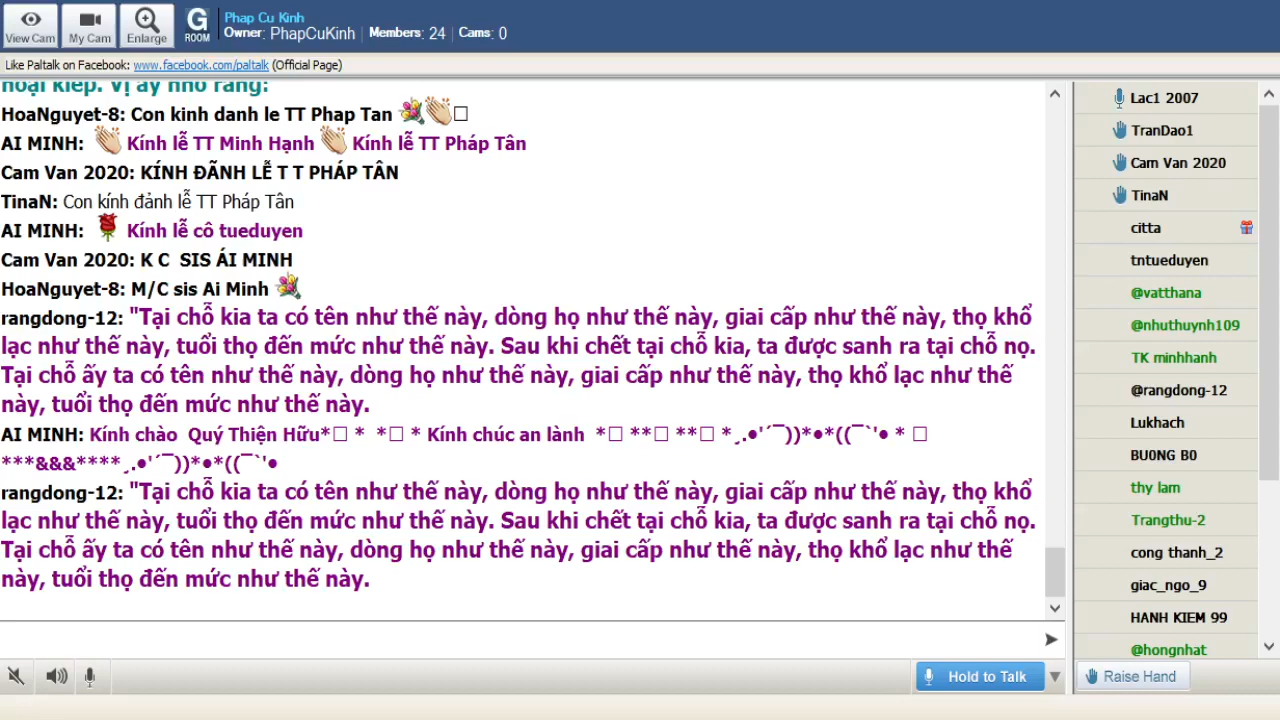 View Cam
My Cam
Enlarge
G
ROOM
Phap Cu Kinh
Owner: PhapCuKinh | Members: 24 | Cams: 0
Like Paltalk on Facebook: www.facebook.com/paltalk (Official Page)
hoại kiếp. Vị ấy nhớ rằng:
HoaNguyet-8: Con kinh danh le TT Phap Tan
AI MINH: Kính lễ TT Minh Hạnh Kính lễ TT Pháp Tân
Cam Van 2020: KÍNH ĐÃNH LỄ T T PHÁP TÂN
TinaN: Con kính đảnh lễ TT Pháp Tân
AI MINH: Kính lễ cô tueduyen
Cam Van 2020: K C SIS ÁI MINH
HoaNguyet-8: M/C sis Ai Minh
rangdong-12: "Tại chỗ kia ta có tên như thế này, dòng họ như thế này, giai cấp như thế này, thọ khổ
lạc như thế này, tuổi thọ đến mức như thế này. Sau khi chết tại chỗ kia, ta được sanh ra tại chỗ nọ.
Tại chỗ ấy ta có tên như thế này, dòng họ như thế này, giai cấp như thế này, thọ khổ lạc như thế
này, tuổi thọ đến mức như thế này.
AI MINH: Kính chào Quý Thiện Hữu*□ * *□ * Kính chúc an lành *□ **□ **□ *¸.•'´¯))*•*((¯`'• * □
***&&&****¸.•'´¯))*•*((¯`'•
rangdong-12: "Tại chỗ kia ta có tên như thế này, dòng họ như thế này, giai cấp như thế này, thọ khổ
lạc như thế này, tuổi thọ đến mức như thế này. Sau khi chết tại chỗ kia, ta được sanh ra tại chỗ nọ.
Tại chỗ ấy ta có tên như thế này, dòng họ như thế này, giai cấp như thế này, thọ khổ lạc như thế
này, tuổi thọ đến mức như thế này.
Lac1 2007
TranDao1
Cam Van 2020
TinaN
citta
tntueduyen
@vatthana
@nhuthuynh109
TK minhhanh
@rangdong-12
Lukhach
BU0NG B0
thy lam
Trangthu-2
cong thanh_2
giac_ngo_9
HANH KIEM 99
@hongnhat
Hold to Talk
Raise Hand